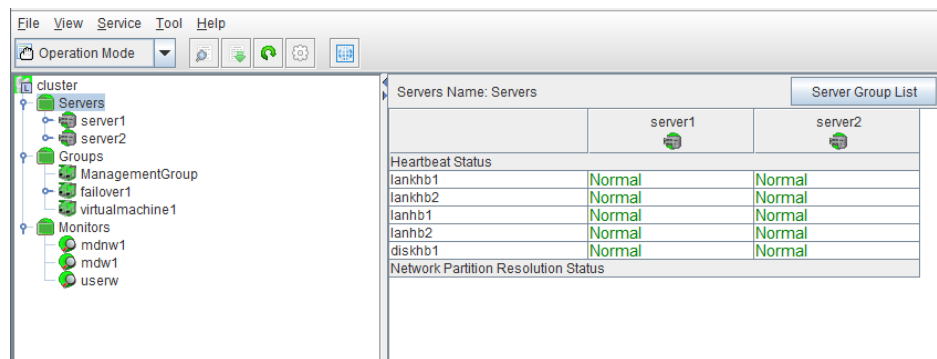 File View Service Tool Help
Operation Mode
cluster
Servers
server1
server2
Groups
ManagementGroup
failover1
virtualmachine1
Monitors
mdnw1
mdw1
userw
Servers Name: Servers Server Group List
server1 server2
Heartbeat Status
lankhb1 Normal Normal
lankhb2 Normal Normal
lanhb1 Normal Normal
lanhb2 Normal Normal
diskhb1 Normal Normal
Network Partition Resolution Status